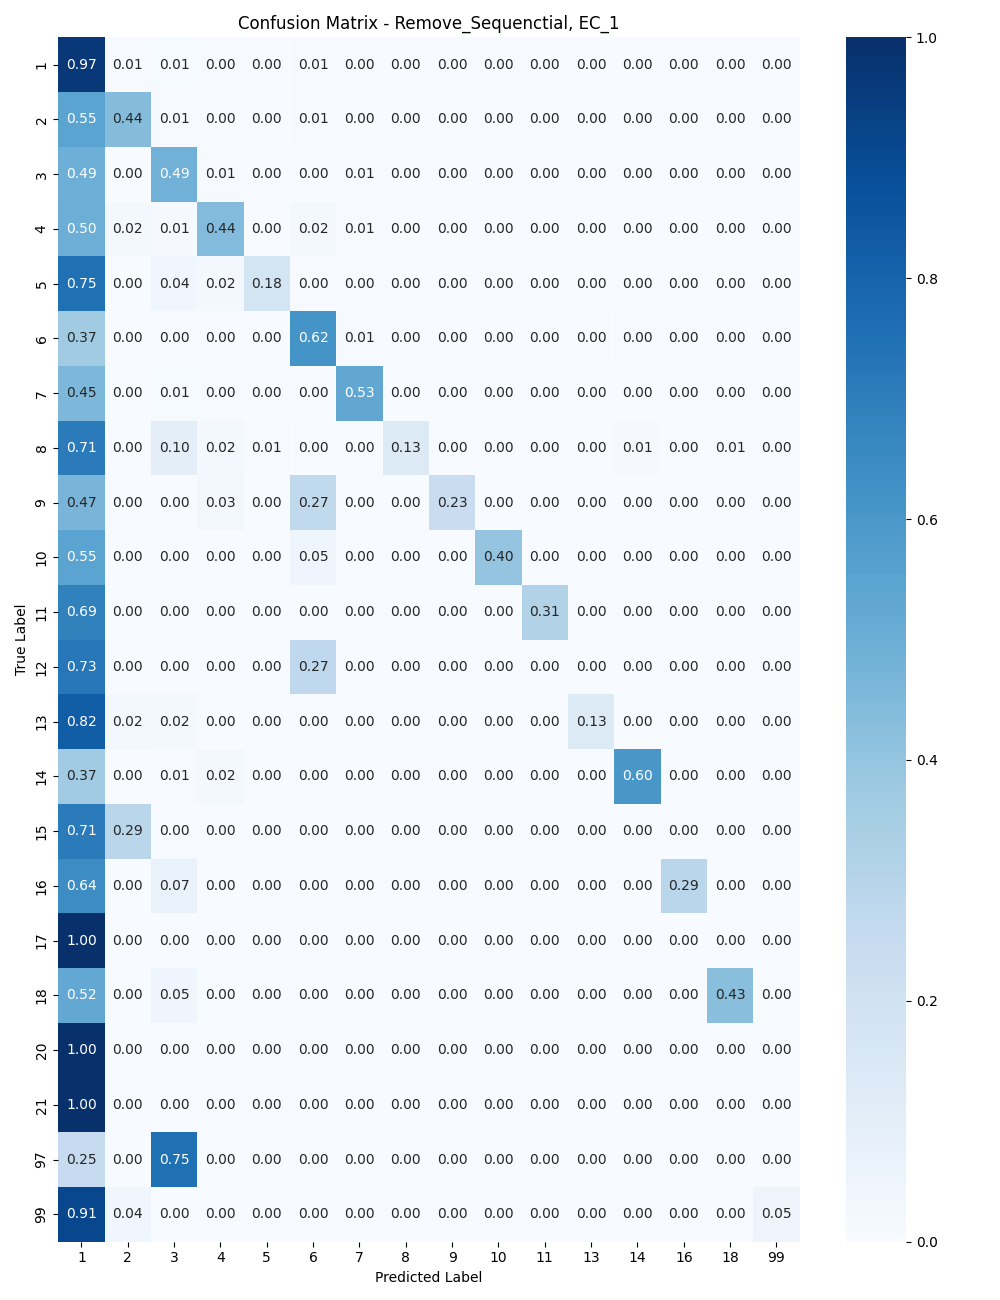 Confusion Matrix - Remove_Sequenctial, EC_1
1 0.97 0.01 0.01 0.00 0.00 0.01 0.00 0.00 0.00 0.00 0.00 0.00 0.00 0.00 0.00 0.00
2 0.55 0.44 0.01 0.00 0.00 0.01 0.00 0.00 0.00 0.00 0.00 0.00 0.00 0.00 0.00 0.00
3 0.49 0.00 0.49 0.01 0.00 0.00 0.01 0.00 0.00 0.00 0.00 0.00 0.00 0.00 0.00 0.00
4 0.50 0.02 0.01 0.44 0.00 0.02 0.01 0.00 0.00 0.00 0.00 0.00 0.00 0.00 0.00 0.00
5 0.75 0.00 0.04 0.02 0.18 0.00 0.00 0.00 0.00 0.00 0.00 0.00 0.00 0.00 0.00 0.00
6 0.37 0.00 0.00 0.00 0.00 0.62 0.01 0.00 0.00 0.00 0.00 0.00 0.00 0.00 0.00 0.00
7 0.45 0.00 0.01 0.00 0.00 0.00 0.53 0.00 0.00 0.00 0.00 0.00 0.00 0.00 0.00 0.00
8 0.71 0.00 0.10 0.02 0.01 0.00 0.00 0.13 0.00 0.00 0.00 0.00 0.01 0.00 0.01 0.00
9 0.47 0.00 0.00 0.03 0.00 0.27 0.00 0.00 0.23 0.00 0.00 0.00 0.00 0.00 0.00 0.00
10 0.55 0.00 0.00 0.00 0.00 0.05 0.00 0.00 0.00 0.40 0.00 0.00 0.00 0.00 0.00 0.00
11 0.69 0.00 0.00 0.00 0.00 0.00 0.00 0.00 0.00 0.00 0.31 0.00 0.00 0.00 0.00 0.00
12 0.73 0.00 0.00 0.00 0.00 0.27 0.00 0.00 0.00 0.00 0.00 0.00 0.00 0.00 0.00 0.00
13 0.82 0.02 0.02 0.00 0.00 0.00 0.00 0.00 0.00 0.00 0.00 0.13 0.00 0.00 0.00 0.00
14 0.37 0.00 0.01 0.02 0.00 0.00 0.00 0.00 0.00 0.00 0.00 0.00 0.60 0.00 0.00 0.00
15 0.71 0.29 0.00 0.00 0.00 0.00 0.00 0.00 0.00 0.00 0.00 0.00 0.00 0.00 0.00 0.00
16 0.64 0.00 0.07 0.00 0.00 0.00 0.00 0.00 0.00 0.00 0.00 0.00 0.00 0.29 0.00 0.00
17 1.00 0.00 0.00 0.00 0.00 0.00 0.00 0.00 0.00 0.00 0.00 0.00 0.00 0.00 0.00 0.00
18 0.52 0.00 0.05 0.00 0.00 0.00 0.00 0.00 0.00 0.00 0.00 0.00 0.00 0.00 0.43 0.00
20 1.00 0.00 0.00 0.00 0.00 0.00 0.00 0.00 0.00 0.00 0.00 0.00 0.00 0.00 0.00 0.00
21 1.00 0.00 0.00 0.00 0.00 0.00 0.00 0.00 0.00 0.00 0.00 0.00 0.00 0.00 0.00 0.00
97 0.25 0.00 0.75 0.00 0.00 0.00 0.00 0.00 0.00 0.00 0.00 0.00 0.00 0.00 0.00 0.00
99 0.91 0.04 0.00 0.00 0.00 0.00 0.00 0.00 0.00 0.00 0.00 0.00 0.00 0.00 0.00 0.05
1 2 3 4 5 6 7 8 9 10 11 13 14 16 18 99
Predicted Label
True Label
1.0
0.8
0.6
0.4
0.2
0.0